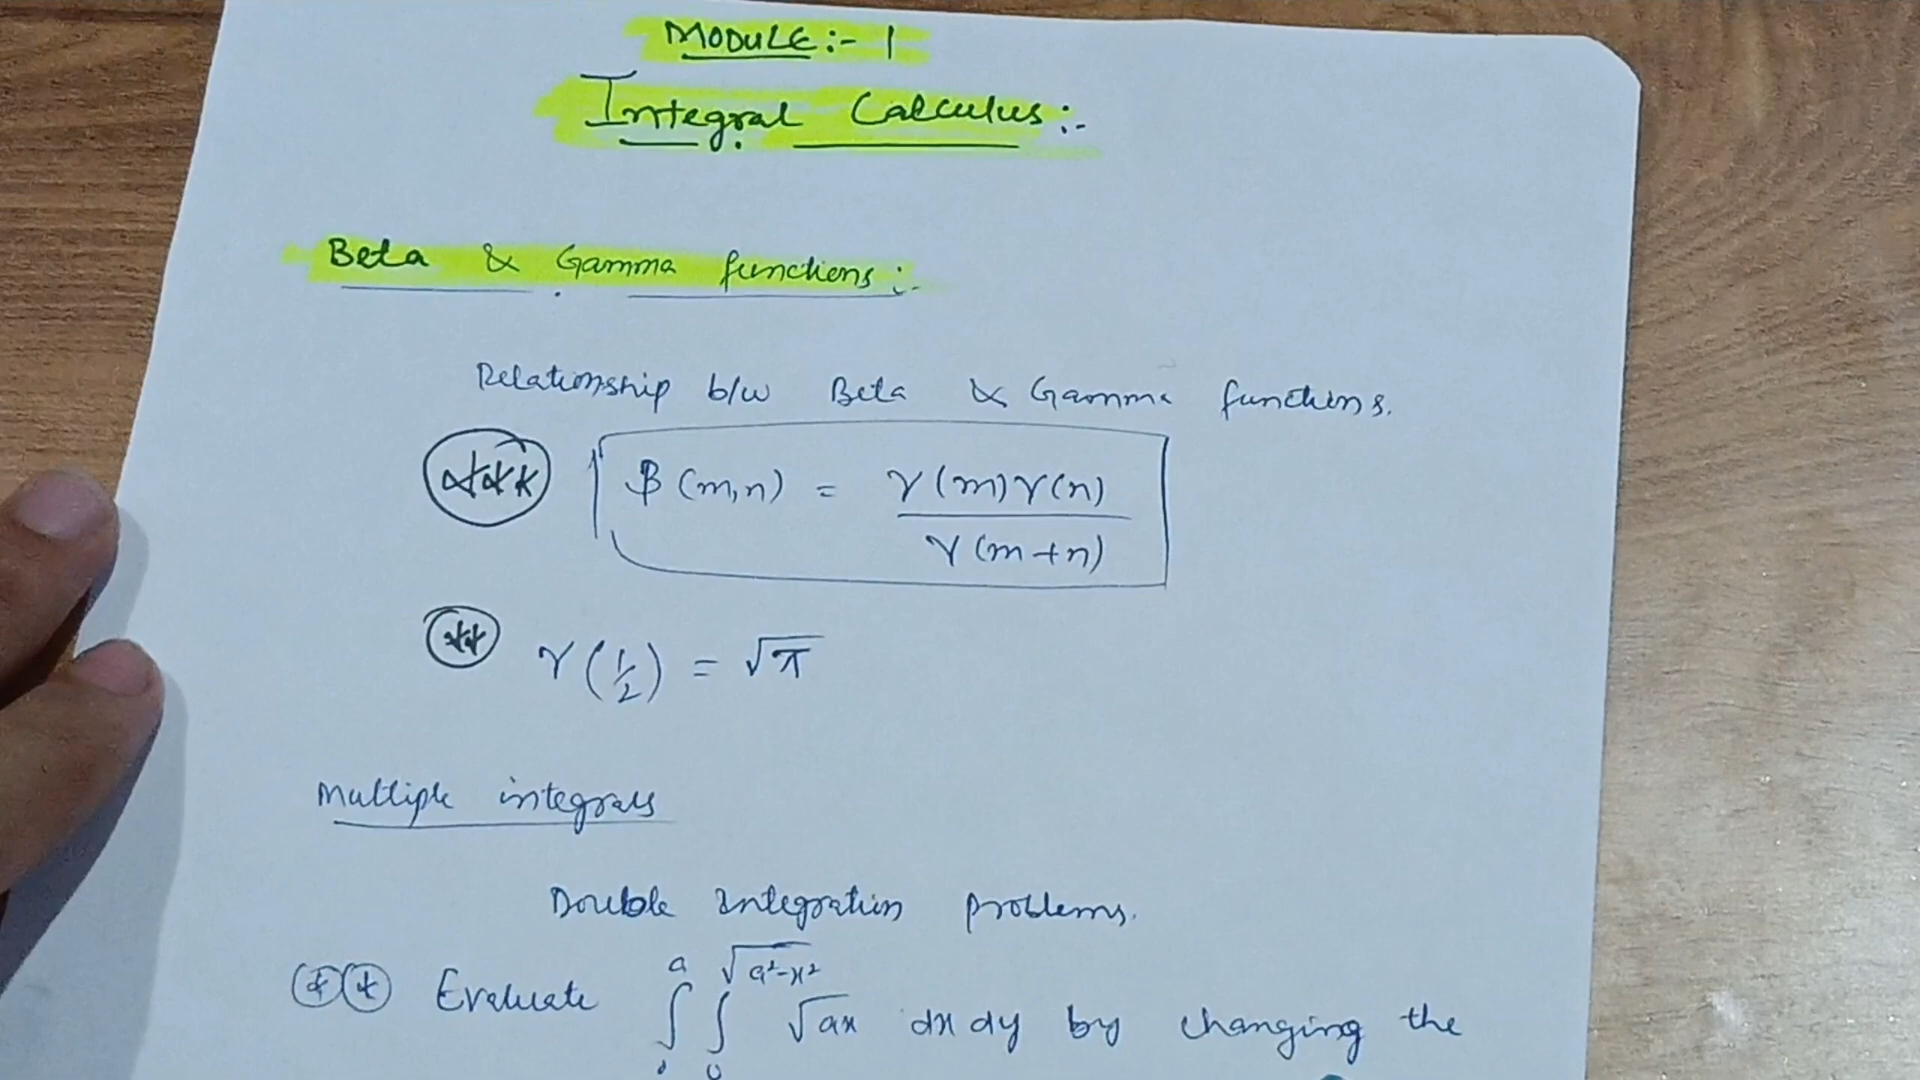 MODULE:- 1
Integral Calculus:-
Beta & Gamma functions:-
Relationship b/w Beta & Gamma functions.
*** β(m,n) = γ(m)γ(n) / γ(m+n)
** γ(1/2) = √π
Multiple integrals
Double integration problems.
** Evaluate ∫₀^a ∫₀^√(a²-x²) √ax dx dy by changing the